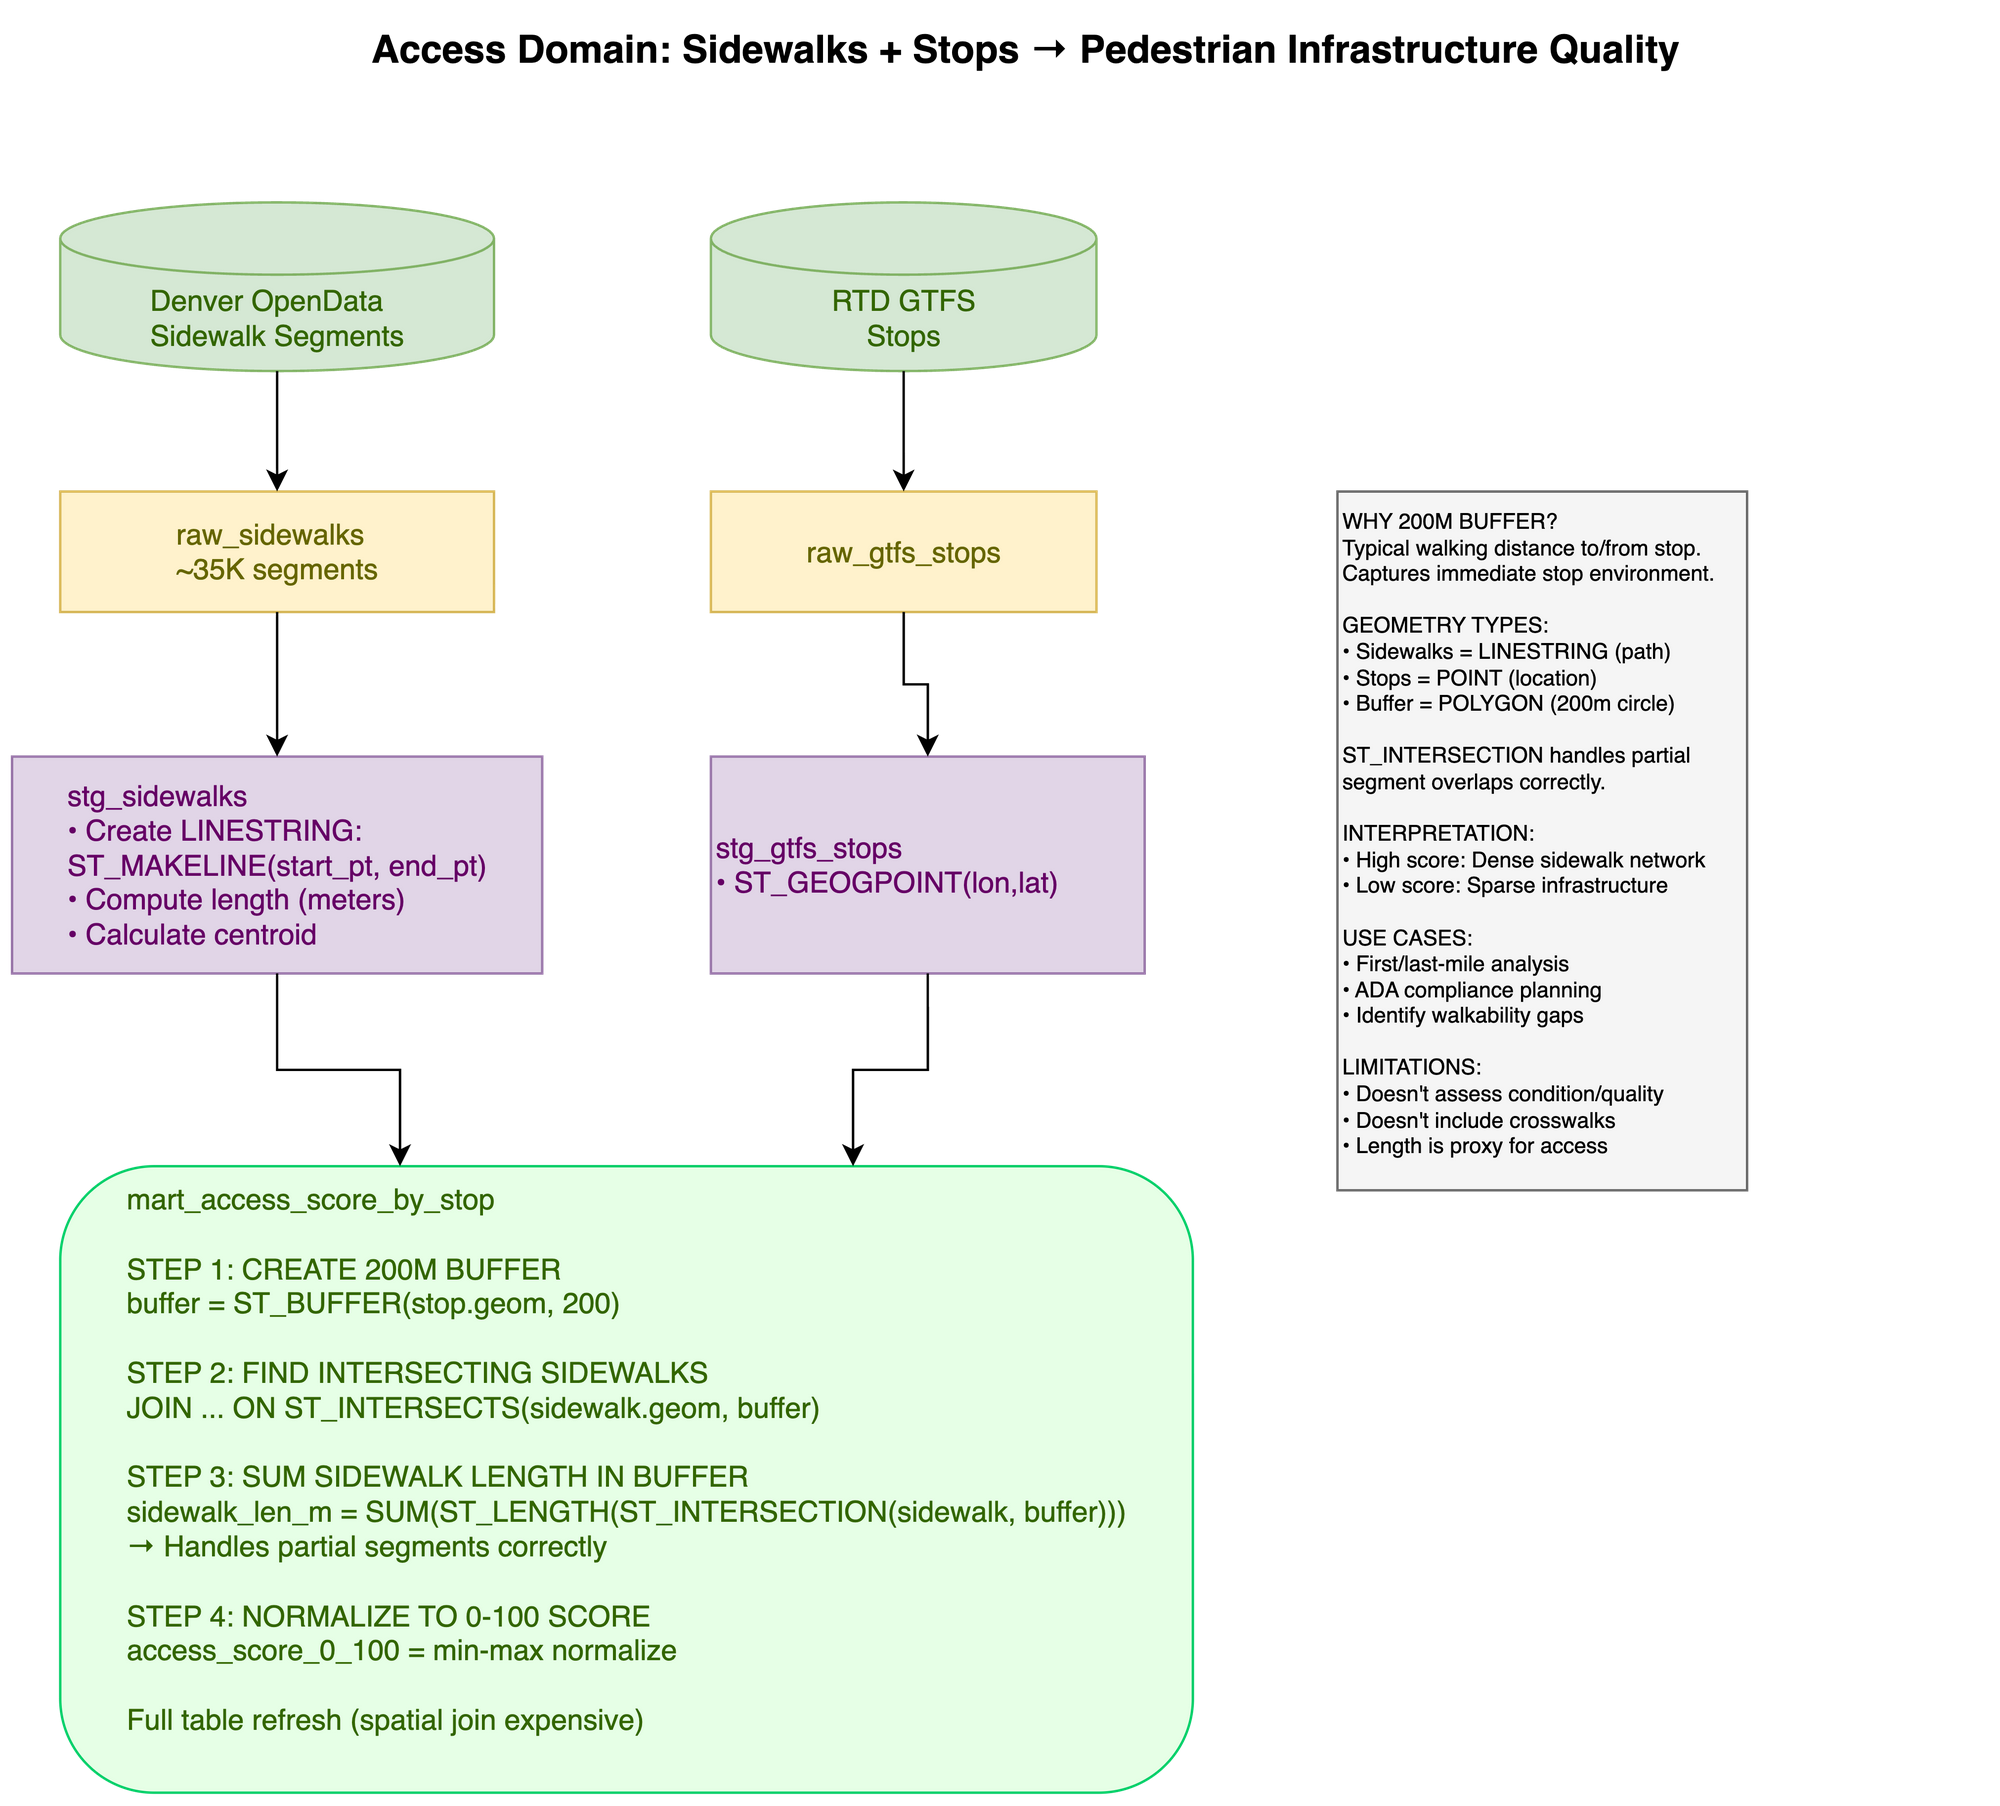 Access Domain: Sidewalks + Stops → Pedestrian Infrastructure Quality
Denver OpenData
Sidewalk Segments
RTD GTFS
Stops
raw_sidewalks
~35K segments
raw_gtfs_stops
stg_sidewalks
• Create LINESTRING:
ST_MAKELINE(start_pt, end_pt)
• Compute length (meters)
• Calculate centroid
stg_gtfs_stops
• ST_GEOGPOINT(lon,lat)
WHY 200M BUFFER?
Typical walking distance to/from stop.
Captures immediate stop environment.
GEOMETRY TYPES:
• Sidewalks = LINESTRING (path)
• Stops = POINT (location)
• Buffer = POLYGON (200m circle)
ST_INTERSECTION handles partial
segment overlaps correctly.
INTERPRETATION:
• High score: Dense sidewalk network
• Low score: Sparse infrastructure
USE CASES:
• First/last-mile analysis
• ADA compliance planning
• Identify walkability gaps
LIMITATIONS:
• Doesn't assess condition/quality
• Doesn't include crosswalks
• Length is proxy for access
mart_access_score_by_stop
STEP 1: CREATE 200M BUFFER
buffer = ST_BUFFER(stop.geom, 200)
STEP 2: FIND INTERSECTING SIDEWALKS
JOIN ... ON ST_INTERSECTS(sidewalk.geom, buffer)
STEP 3: SUM SIDEWALK LENGTH IN BUFFER
sidewalk_len_m = SUM(ST_LENGTH(ST_INTERSECTION(sidewalk, buffer)))
→ Handles partial segments correctly
STEP 4: NORMALIZE TO 0-100 SCORE
access_score_0_100 = min-max normalize
Full table refresh (spatial join expensive)